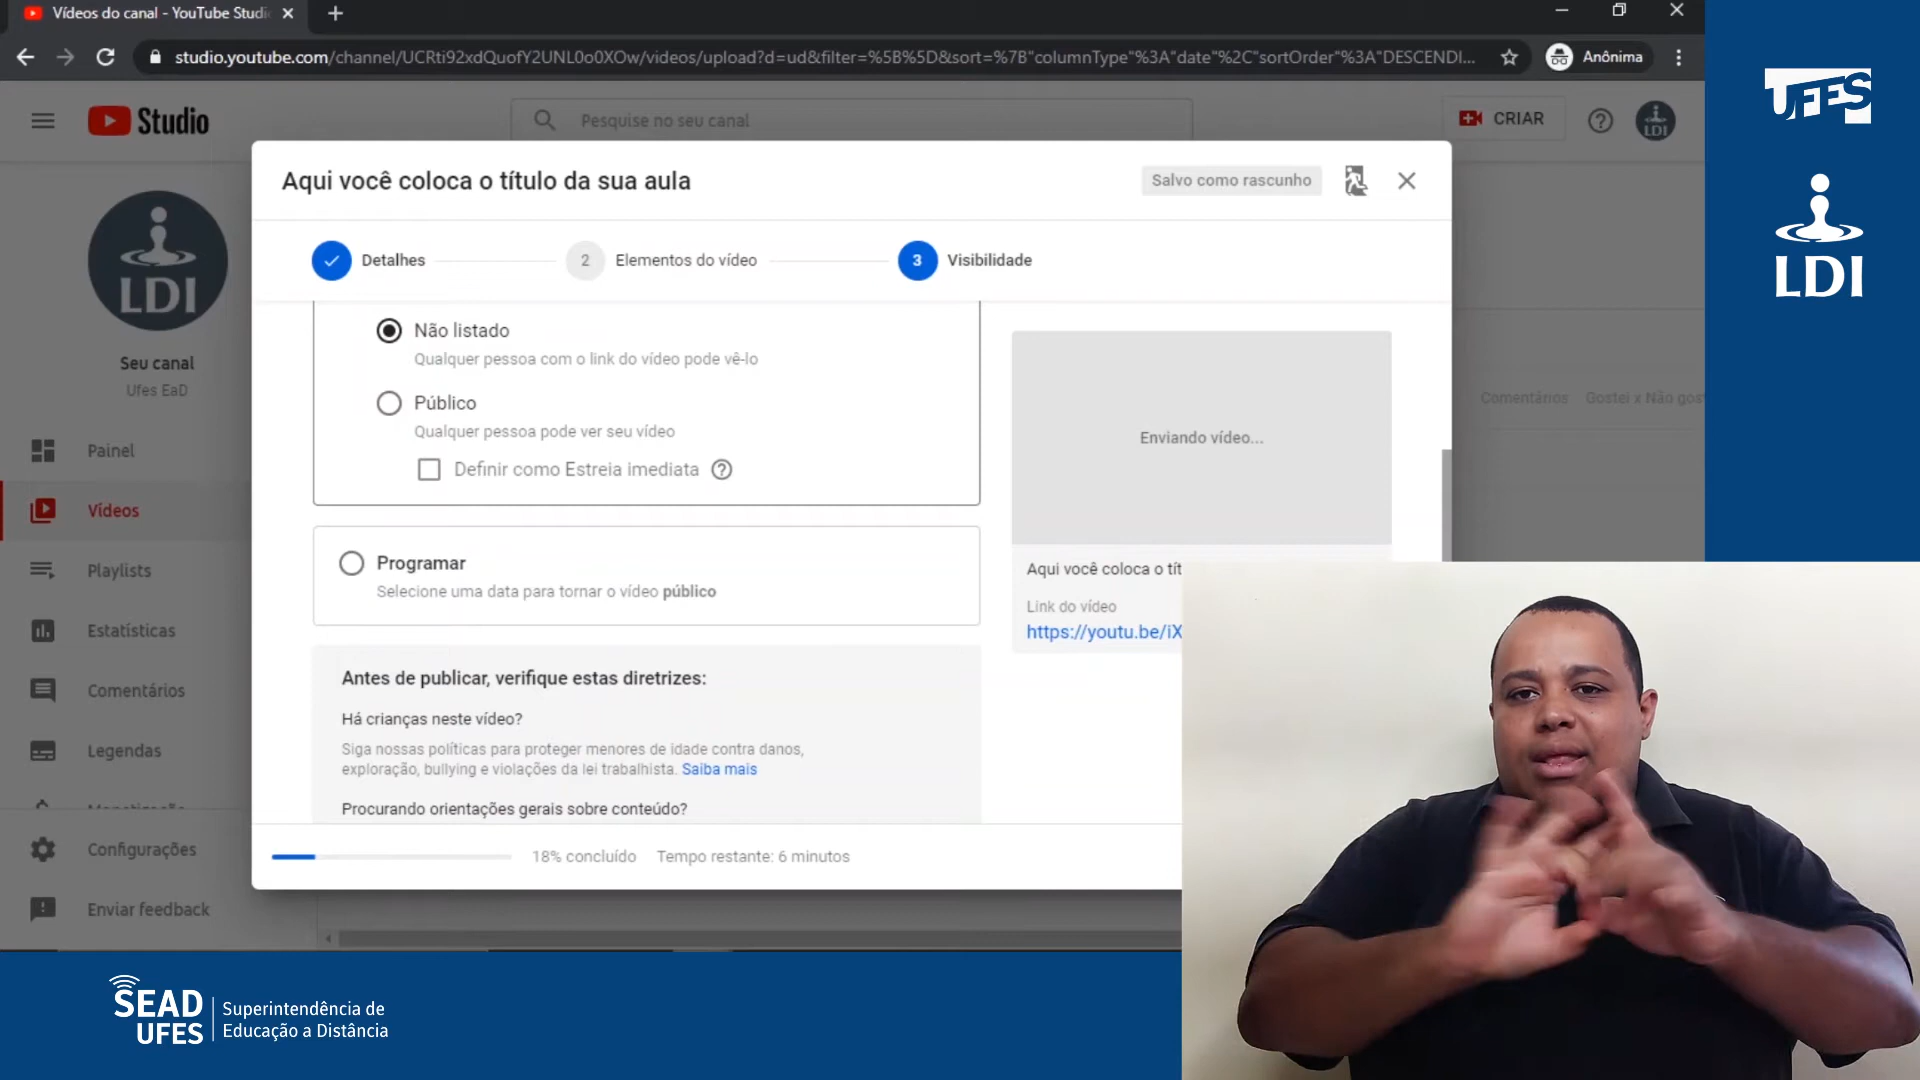 Vídeos do canal - YouTube Studi
studio.youtube.com/channel/UCRti92xdQuofY2UNL0o0XOw/videos/upload?d=ud&filter=%5B%5D&sort=%7B"columnType"%3A"date"%2C"sortOrder"%3A"DESCENDI...
Anônima
Studio
Pesquise no seu canal
CRIAR
LDI
UFES
LDI
Aqui você coloca o título da sua aula
Salvo como rascunho
Detalhes
2
Elementos do vídeo
3
Visibilidade
LDI
Seu canal
Ufes EaD
Painel
Vídeos
Playlists
Estatísticas
Comentários
Legendas
Monetização
Configurações
Enviar feedback
Não listado
Qualquer pessoa com o link do vídeo pode vê-lo
Público
Qualquer pessoa pode ver seu vídeo
Definir como Estreia imediata
Programar
Selecione uma data para tornar o vídeo público
Antes de publicar, verifique estas diretrizes:
Há crianças neste vídeo?
Siga nossas políticas para proteger menores de idade contra danos,
exploração, bullying e violações da lei trabalhista. Saiba mais
Procurando orientações gerais sobre conteúdo?
Enviando vídeo...
Aqui você coloca o tít
Link do vídeo
https://youtu.be/iX
Comentários
Gostei x Não gos
18% concluído
Tempo restante: 6 minutos
SEAD
UFES
Superintendência de
Educação a Distância